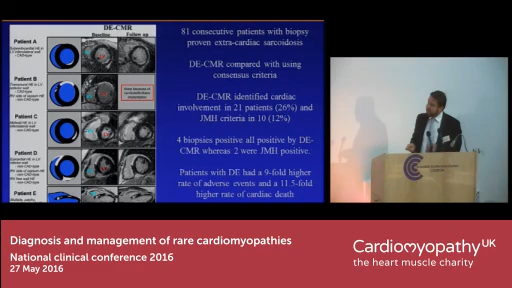 DE-CMR
Baseline
Follow up
Patient A
Patient B
Patient C
Patient D
Patient E
81 consecutive patients with biopsy
proven extra-cardiac sarcoidosis
DE-CMR compared with using
consensus criteria
DE-CMR identified cardiac
involvement in 21 patients (26%) and
JMH criteria in 10 (12%)
4 biopsies positive all positive by DE-
CMR whereas 2 were JMH positive.
Patients with DE had a 9-fold higher
rate of adverse events and a 11.5-fold
higher rate of cardiac death
Diagnosis and management of rare cardiomyopathies
National clinical conference 2016
27 May 2016
Cardiomyopathy UK
the heart muscle charity